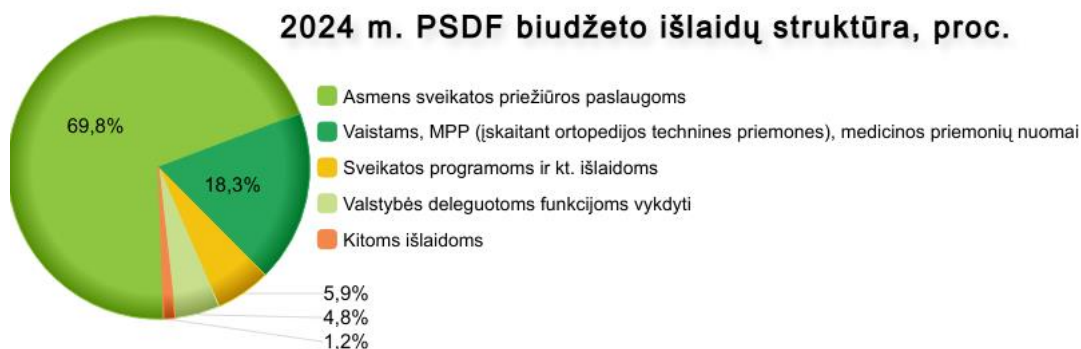 2024 m. PSDF biudžeto išlaidų struktūra, proc.
Asmens sveikatos priežiūros paslaugoms
Vaistams, MPP (įskaitant ortopedijos technines priemones), medicinos priemonių nuomai
Sveikatos programoms ir kt. išlaidoms
Valstybės deleguotoms funkcijoms vykdyti
Kitoms išlaidoms
69,8%
18,3%
5,9%
4,8%
1,2%